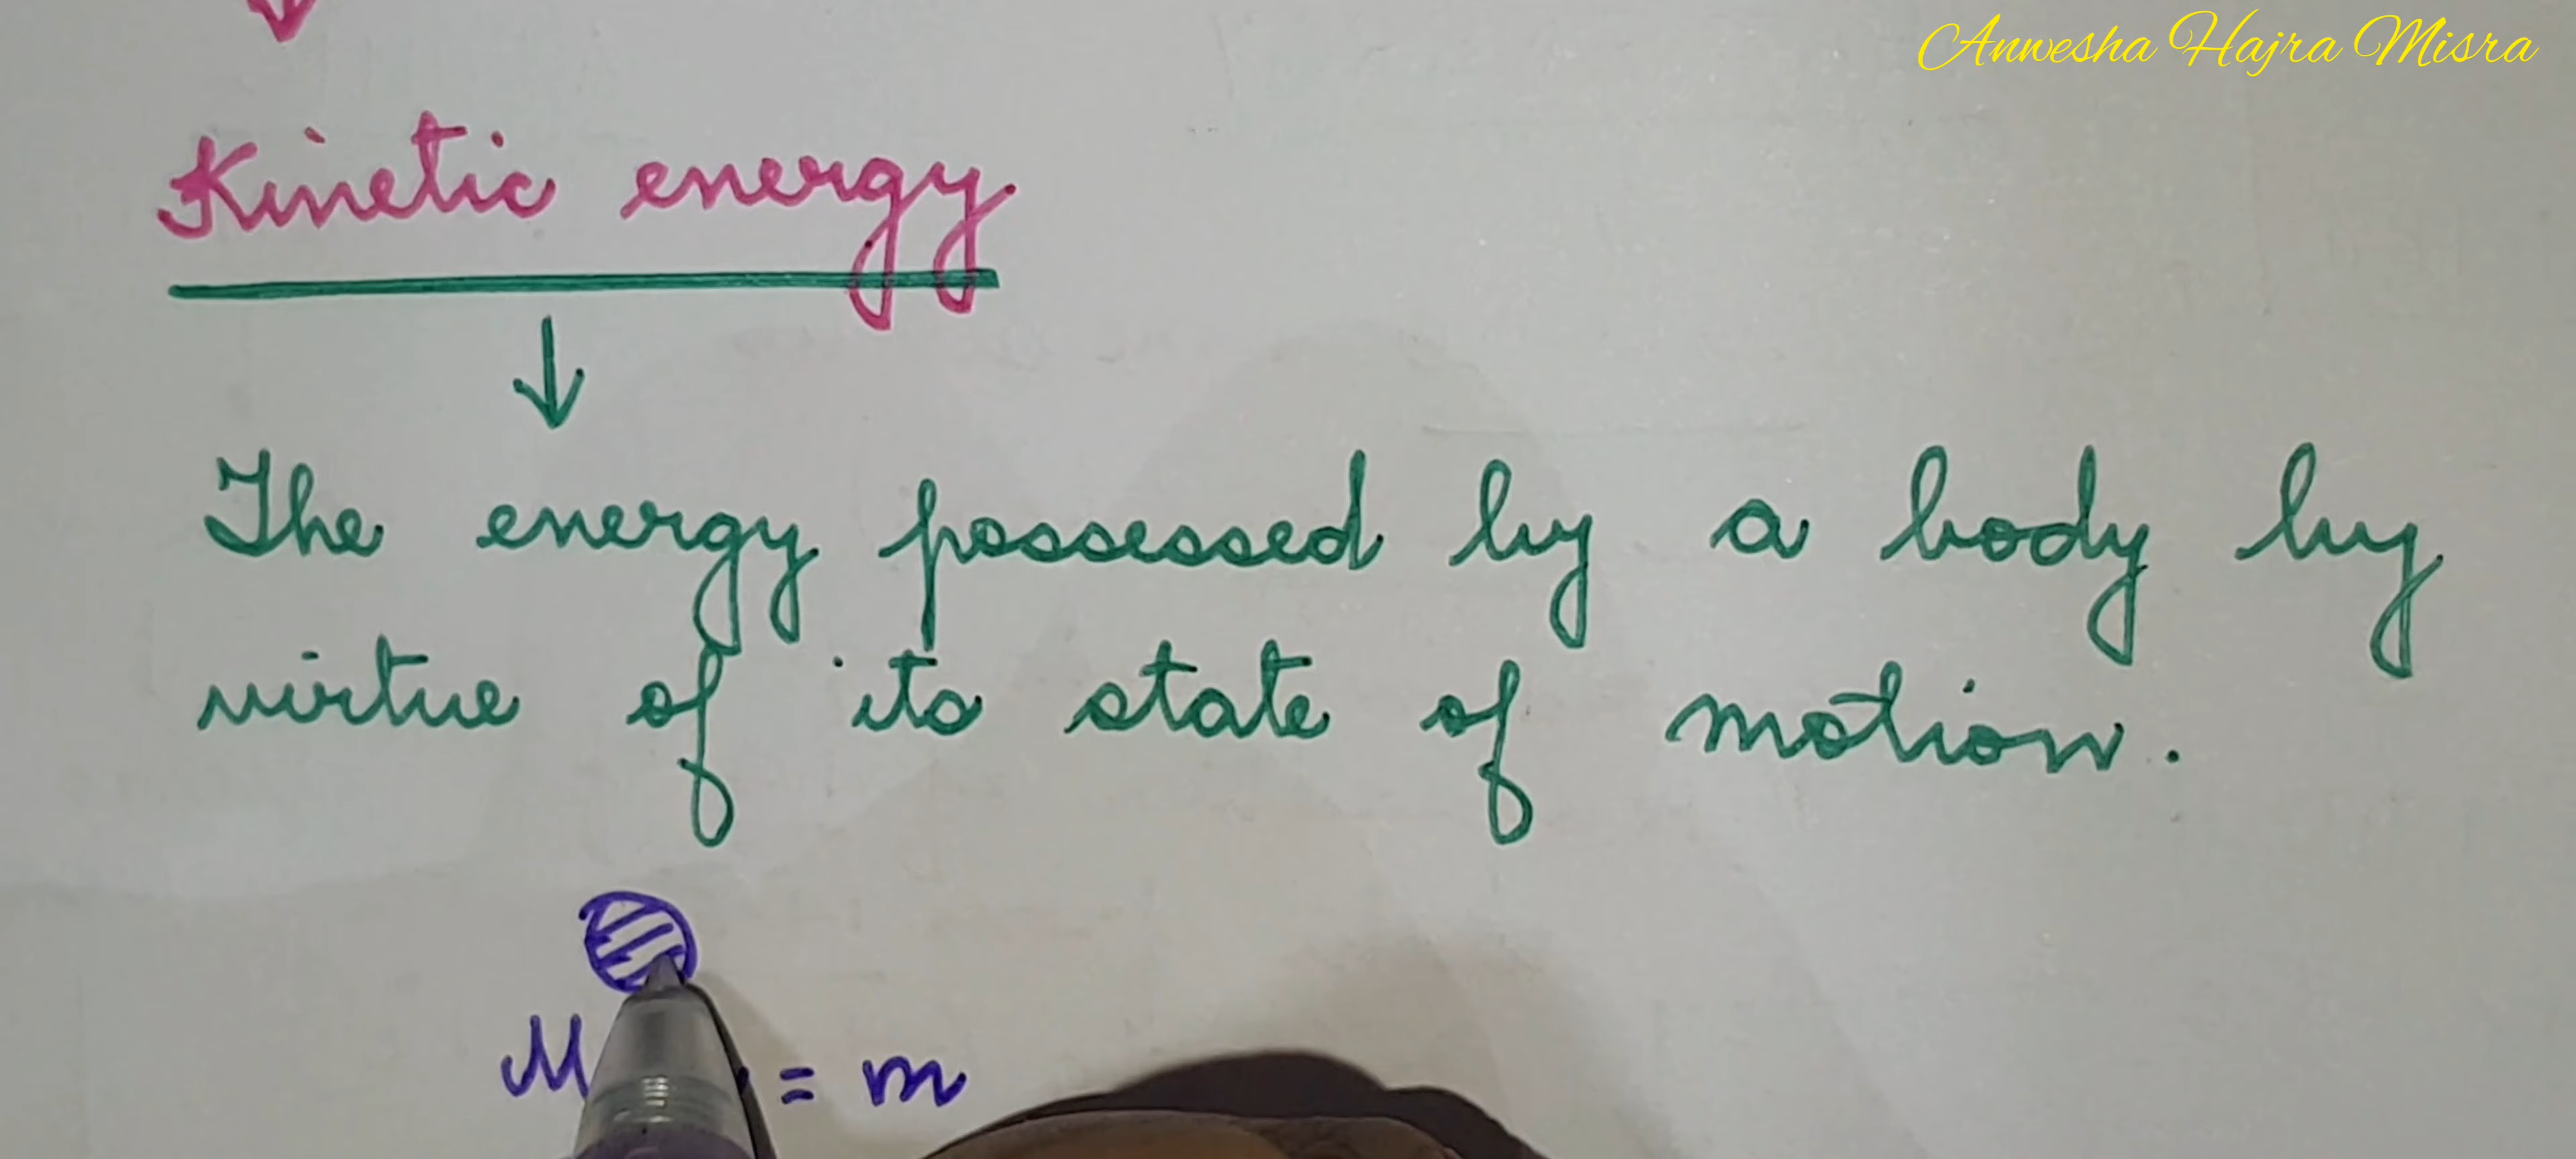 Anwesha Hajra Misra
Kinetic energy
The energy possessed by a body by
virtue of its state of motion.
= m